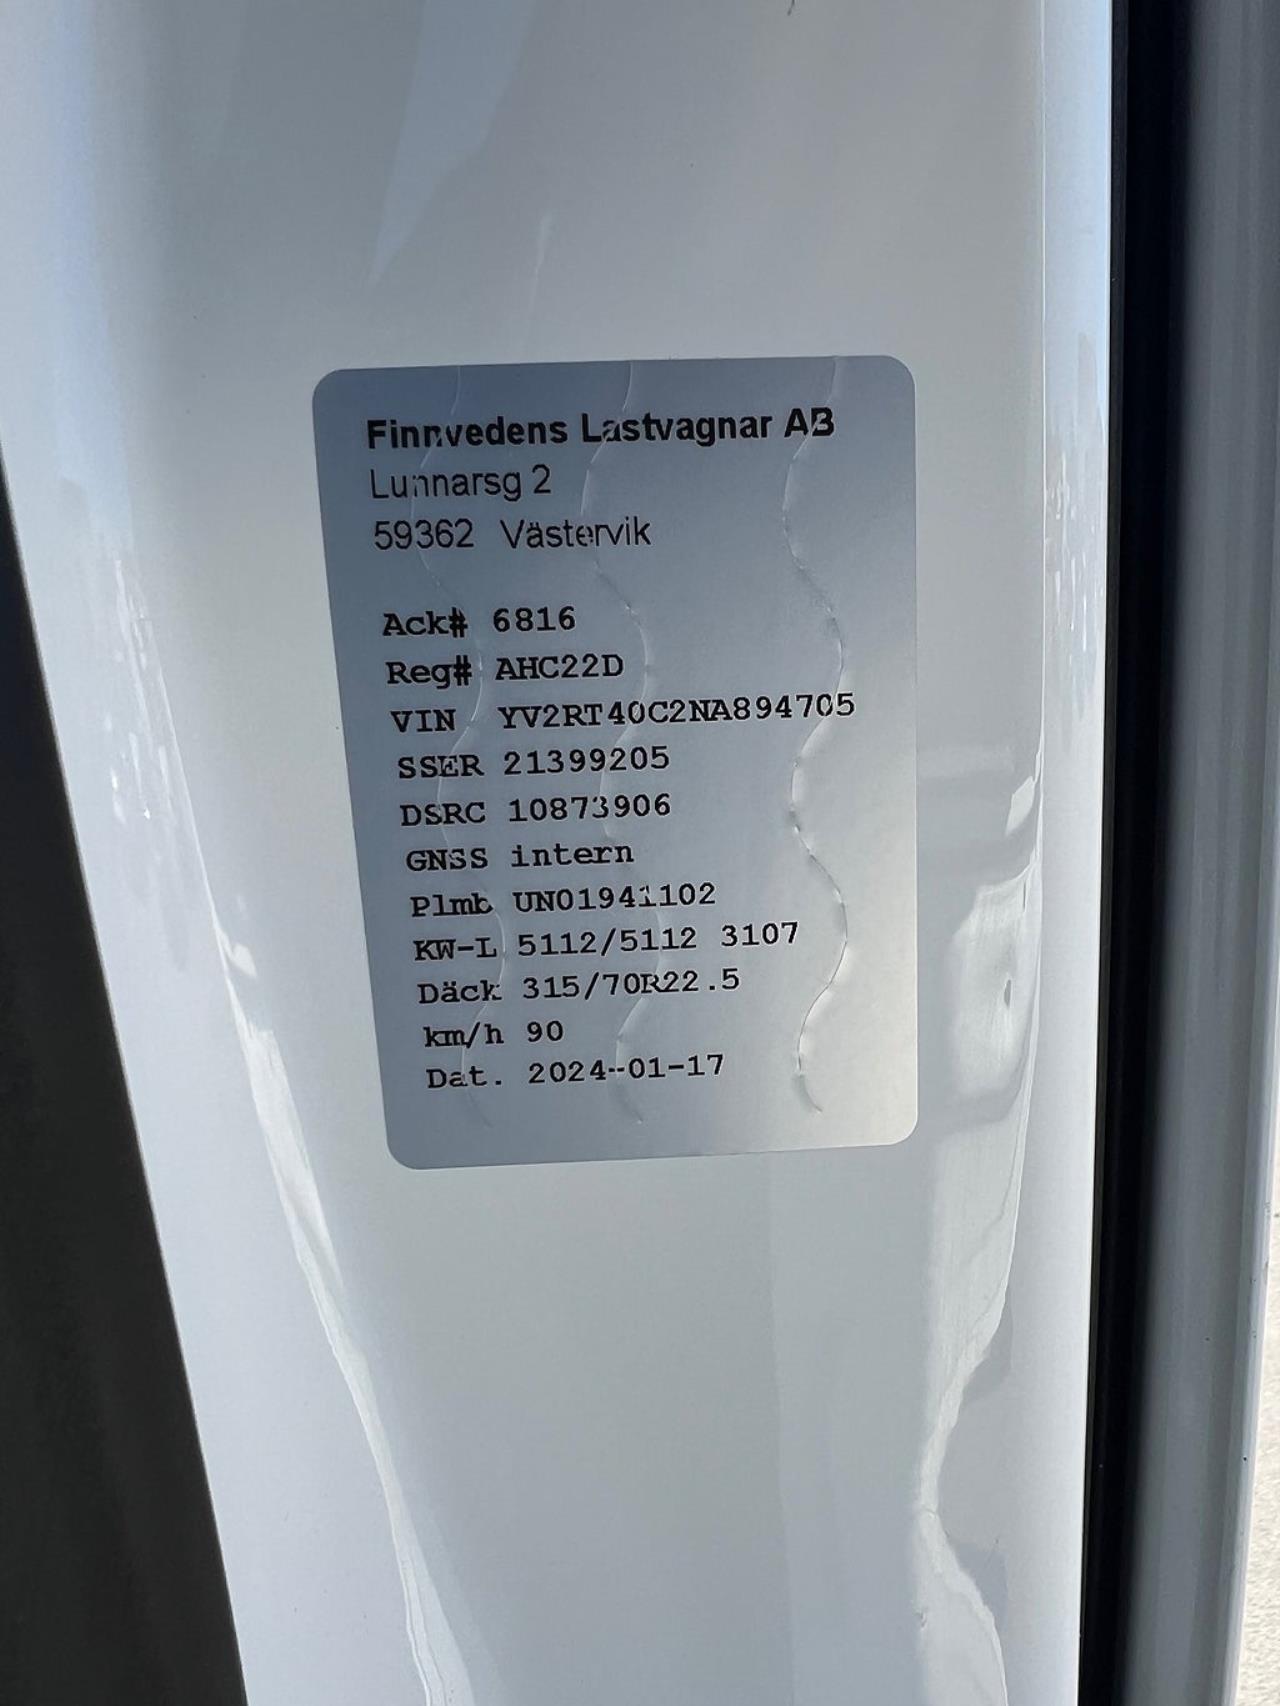 Finnvedens Lastvagnar AB
Lunnarsg 2
59362 Västervik
Ack# 6816
Reg# AHC22D
VIN YV2RT40C2NA894705
SSER 21399205
DSRC 10873906
GNSS intern
Plmb UN01941102
KW-L 5112/5112 3107
Däck 315/70R22.5
km/h 90
Dat. 2024-01-17